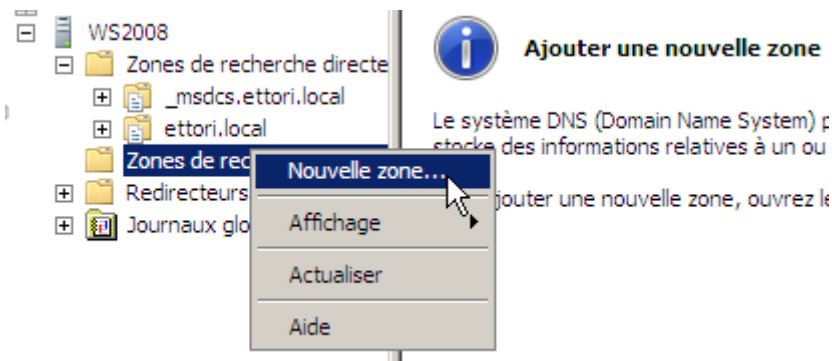 WS2008
Zones de recherche directe
_msdcs.ettori.local
ettori.local
Zones de rec
Redirecteurs
Journaux glo
Nouvelle zone...
Affichage
Actualiser
Aide
Ajouter une nouvelle zone
Le système DNS (Domain Name System) p
stocke des informations relatives à un ou
jouter une nouvelle zone, ouvrez le